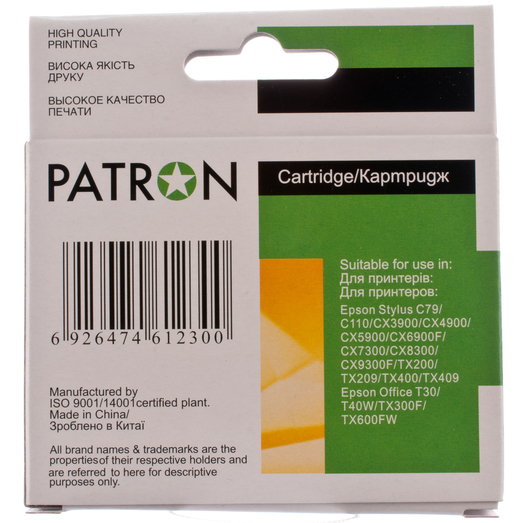 HIGH QUALITY
PRINTING
ВИСОКА ЯКІСТЬ
ДРУКУ
ВЫСОКОЕ КАЧЕСТВО
ПЕЧАТИ
PATRON
Cartridge/Картридж
6 926474 612300
Suitable for use in:
Для принтерів:
Для принтеров:
Epson Stylus C79/
C110/CX3900/CX4900/
CX5900/CX6900F/
CX7300/CX8300/
CX9300F/TX200/
TX209/TX400/TX409
Epson Office T30/
T40W/TX300F/
TX600FW
Manufactured by
ISO 9001/14001certified plant.
Made in China/
Зроблено в Китаї
All brand names & trademarks are the
properties of their respective holders and
are referred to here for descriptive
purposes only.